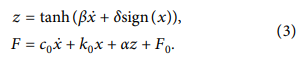 z = tanh(βẋ + δsign(x)),
F = c₀ẋ + k₀x + αz + F₀.
(3)